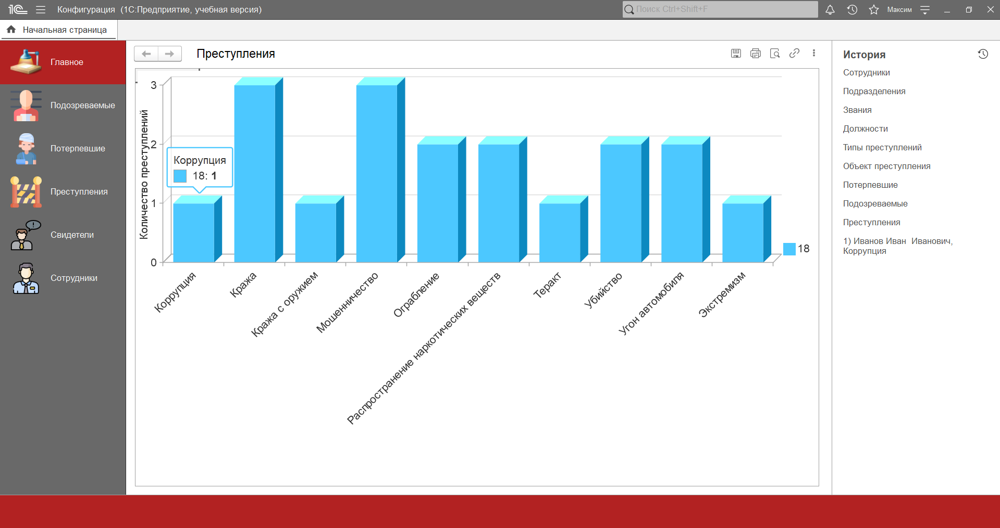 1С Конфигурация (1С:Предприятие, учебная версия)
Поиск Ctrl+Shift+F
Максим
Начальная страница
Главное
Подозреваемые
Потерпевшие
Преступления
Свидетели
Сотрудники
Преступления
Количество преступлений
3
2
1
0
Коррупция
18: 1
Коррупция
Кража
Кража с оружием
Мошенничество
Ограбление
Распространение наркотических веществ
Теракт
Убийство
Угон автомобиля
Экстремизм
18
История
Сотрудники
Подразделения
Звания
Должности
Типы преступлений
Объект преступления
Потерпевшие
Подозреваемые
Преступления
1) Иванов Иван  Иванович,
Коррупция